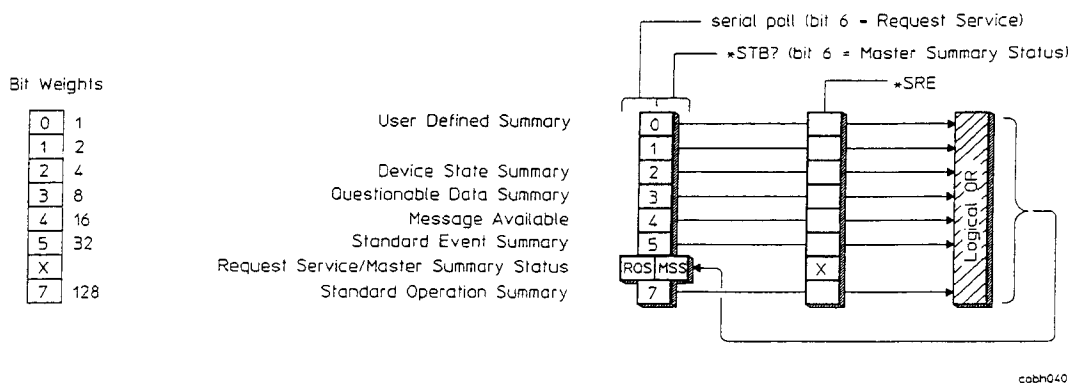 serial poll (bit 6 = Request Service)
*STB? (bit 6 = Master Summary Status)
*SRE
Bit Weights
0 1
1 2
2 4
3 8
4 16
5 32
X
7 128
User Defined Summary
Device State Summary
Questionable Data Summary
Message Available
Standard Event Summary
Request Service/Master Summary Status
Standard Operation Summary
0
1
2
3
4
5
RQS MSS
7
X
Logical OR
cabh040